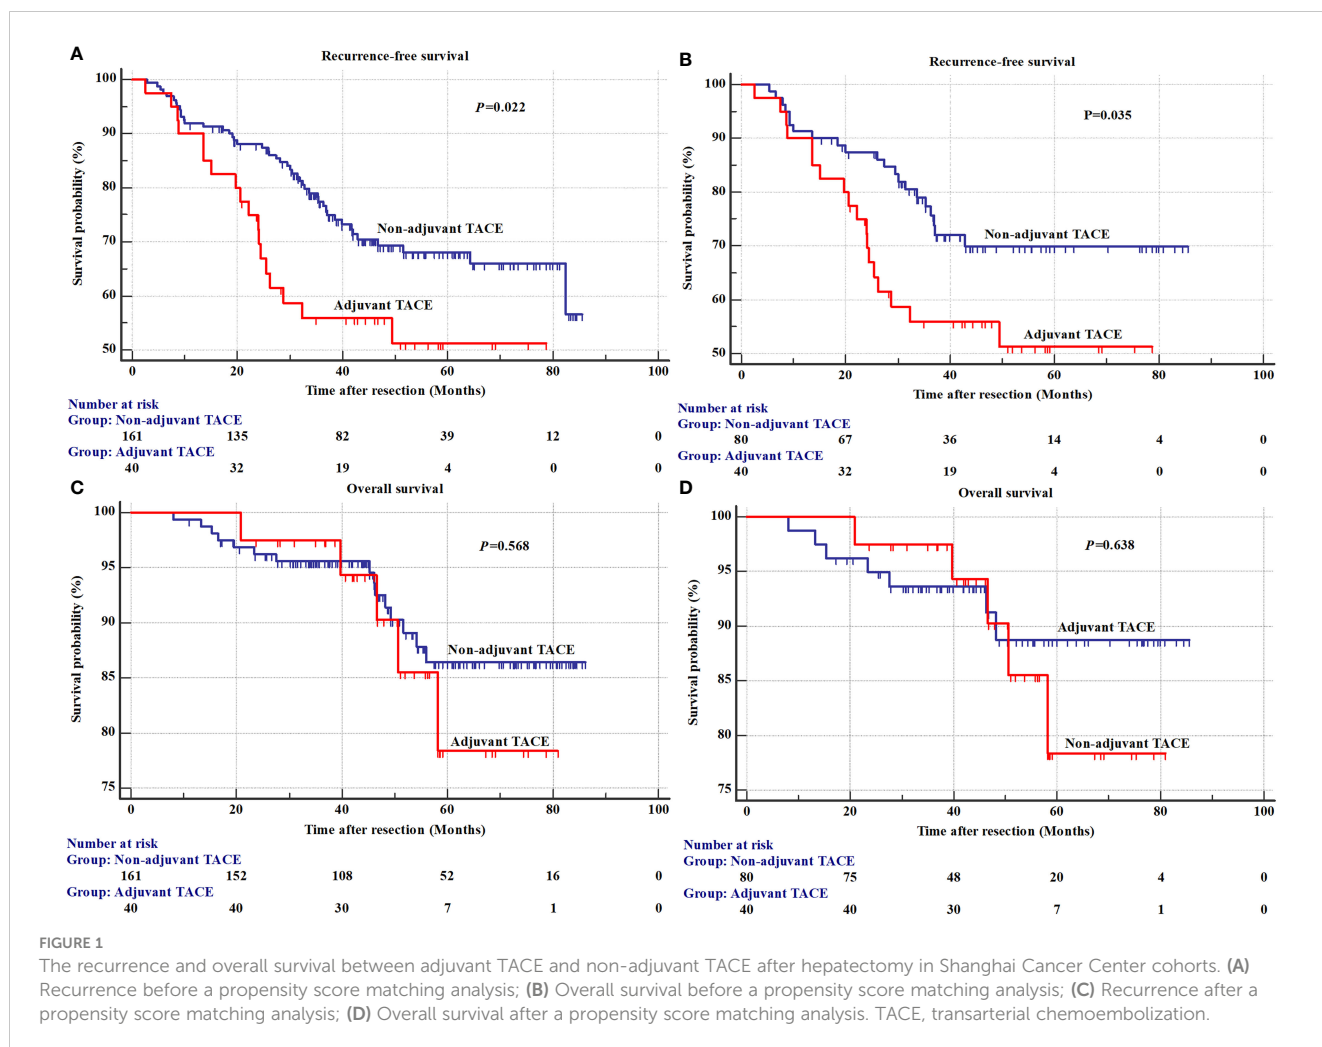 A
Recurrence-free survival
P=0.022
Survival probability (%)
100
90
80
70
60
50
Non-adjuvant TACE
Adjuvant TACE
0 20 40 60 80 100
Time after resection (Months)
Number at risk
Group: Non-adjuvant TACE
161 135 82 39 12 0
Group: Adjuvant TACE
40 32 19 4 0 0
B
Recurrence-free survival
P=0.035
Survival probability (%)
100
90
80
70
60
50
Non-adjuvant TACE
Adjuvant TACE
0 20 40 60 80 100
Time after resection (Months)
Number at risk
Group: Non-adjuvant TACE
80 67 36 14 4 0
Group: Adjuvant TACE
40 32 19 4 0 0
C
Overall survival
P=0.568
Survival probability (%)
100
95
90
85
80
75
Non-adjuvant TACE
Adjuvant TACE
0 20 40 60 80 100
Time after resection (Months)
Number at risk
Group: Non-adjuvant TACE
161 152 108 52 16 0
Group: Adjuvant TACE
40 40 30 7 1 0
D
Overall survival
P=0.638
Survival probability (%)
100
95
90
85
80
75
Adjuvant TACE
Non-adjuvant TACE
0 20 40 60 80 100
Time after resection (Months)
Number at risk
Group: Non-adjuvant TACE
80 75 48 20 4 0
Group: Adjuvant TACE
40 40 30 7 1 0
FIGURE 1
The recurrence and overall survival between adjuvant TACE and non-adjuvant TACE after hepatectomy in Shanghai Cancer Center cohorts. (A)
Recurrence before a propensity score matching analysis; (B) Overall survival before a propensity score matching analysis; (C) Recurrence after a
propensity score matching analysis; (D) Overall survival after a propensity score matching analysis. TACE, transarterial chemoembolization.